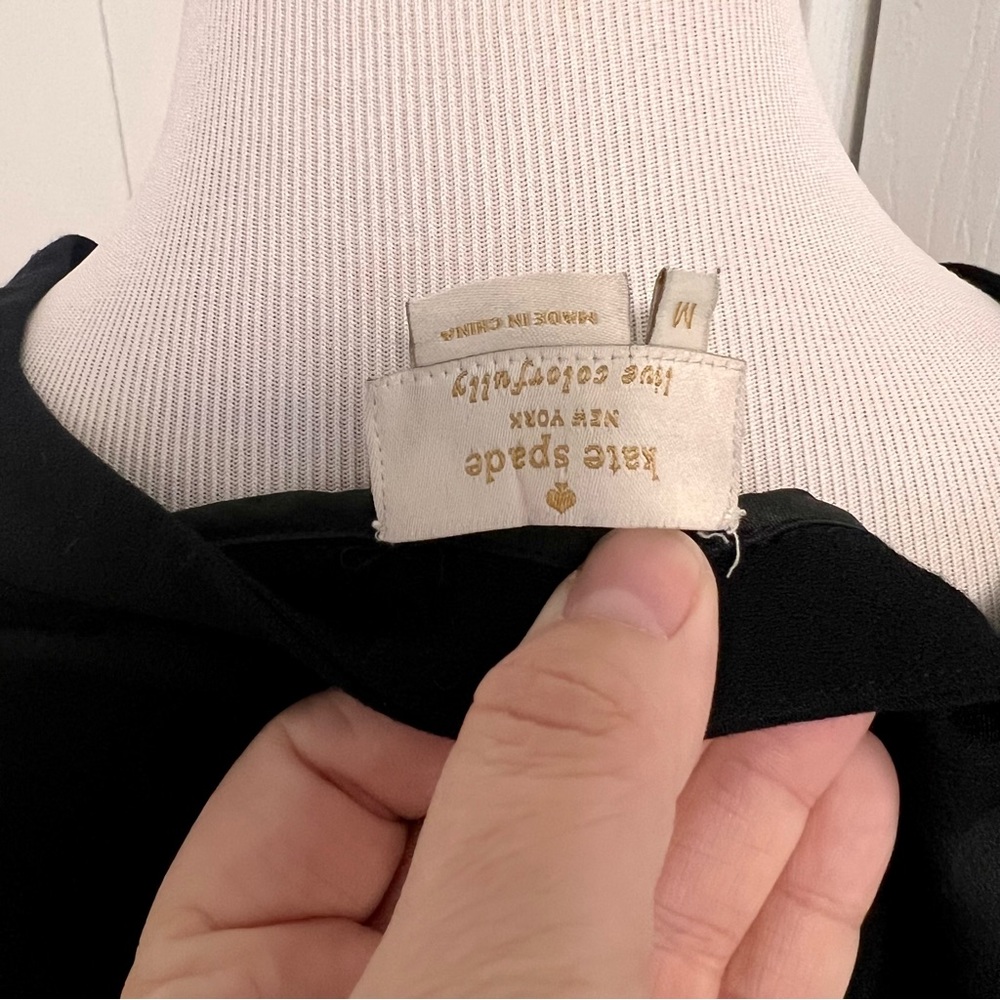 kate spade
NEW YORK
live colorfully
MADE IN CHINA
M